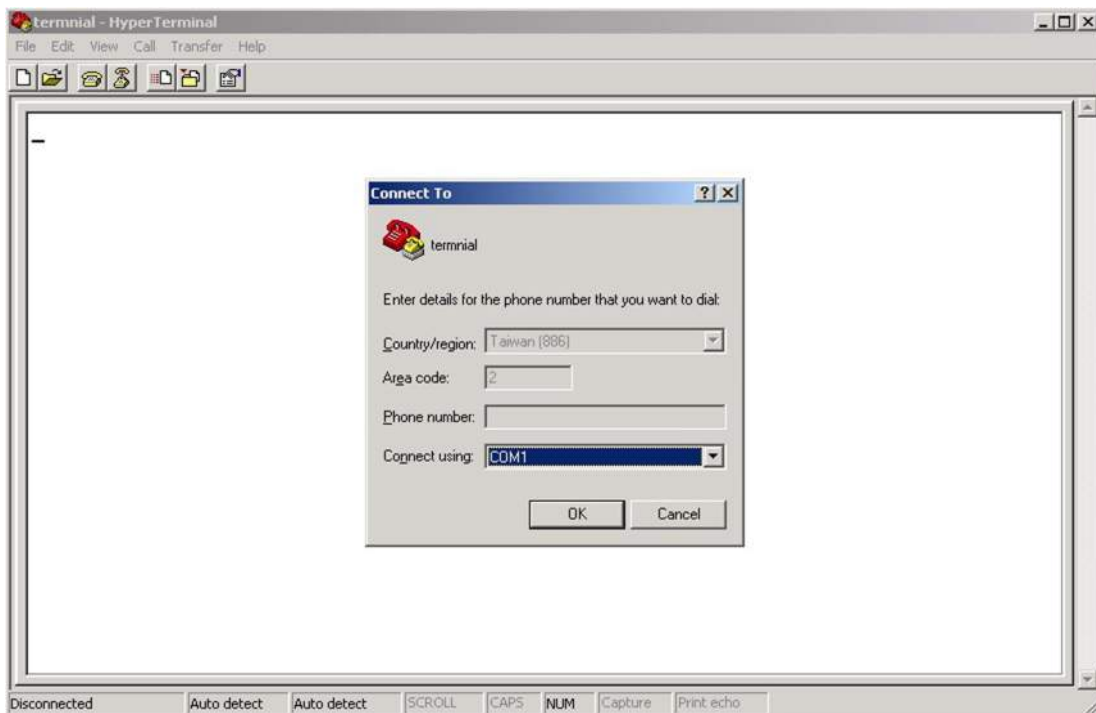 termnial - HyperTerminal
File Edit View Call Transfer Help
Connect To
termnial
Enter details for the phone number that you want to dial:
Country/region: Taiwan (886)
Area code: 2
Phone number:
Connect using: COM1
OK Cancel
Disconnected Auto detect Auto detect SCROLL CAPS NUM Capture Print echo